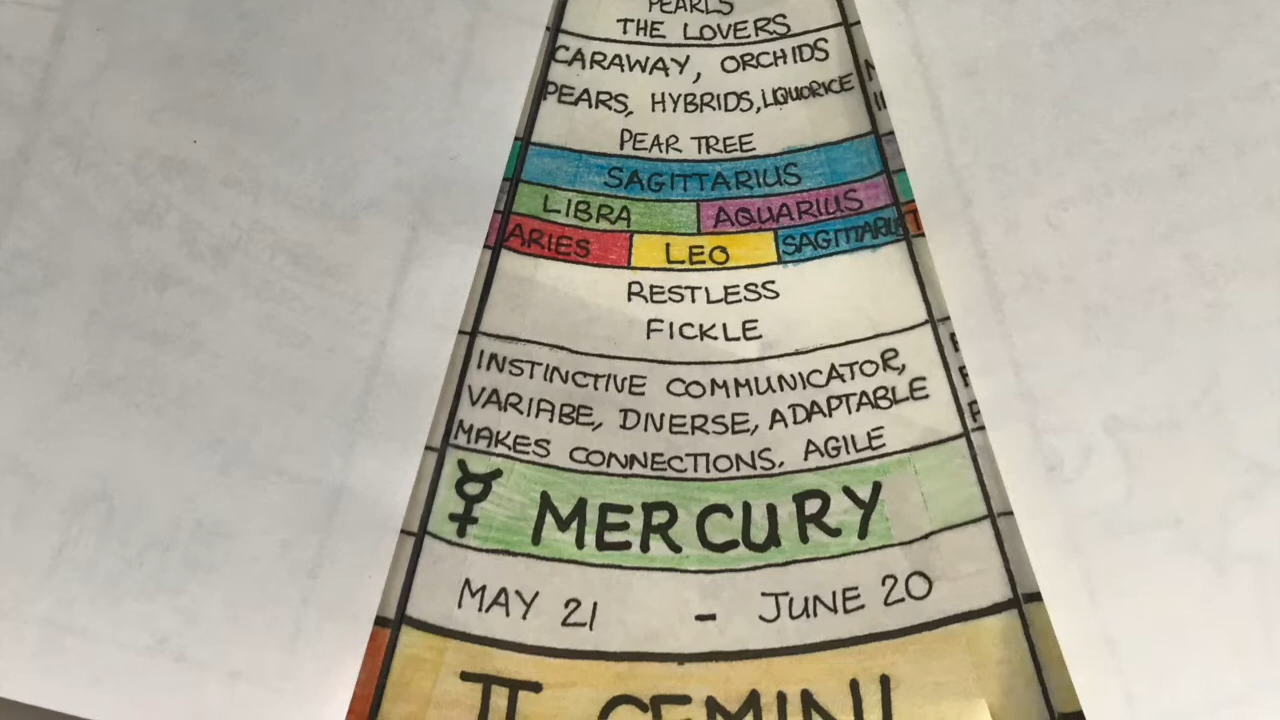 PEARLS
THE LOVERS
CARAWAY, ORCHIDS
PEARS, HYBRIDS, LIQUORICE
PEAR TREE
SAGITTARIUS
LIBRA AQUARIUS
ARIES LEO SAGITTARIUS
RESTLESS
FICKLE
INSTINCTIVE COMMUNICATOR,
VARIABE, DIVERSE, ADAPTABLE
MAKES CONNECTIONS. AGILE
☿ MERCURY
MAY 21 - JUNE 20
♊ GEMINI